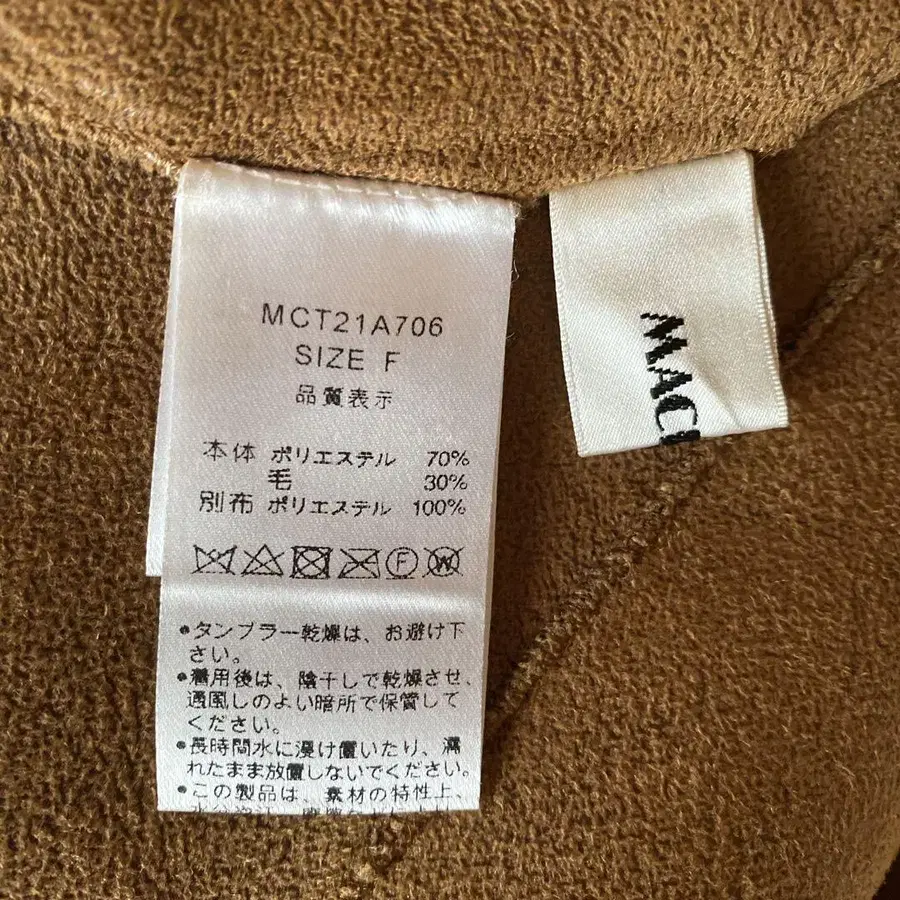 MCT21A706
SIZE F
品質表示
本体 ポリエステル 70%
毛 30%
別布 ポリエステル 100%
F W
•タンブラー乾燥は、お避け下
さい。
•着用後は、陰干しで乾燥させ、
通風しのよい暗所で保管して
ください。
•長時間水に浸け置いたり、濡
れたまま放置しないでください。
•この製品は、素材の特性上、
MAC